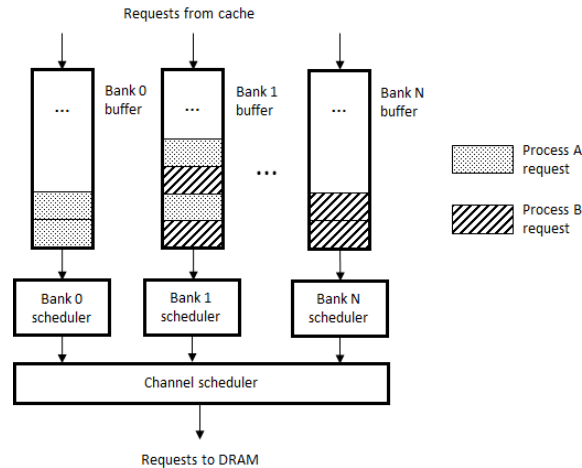 Requests from cache
Bank 0
buffer
Bank 1
buffer
Bank N
buffer
...
...
...
...
Process A
request
Process B
request
Bank 0
scheduler
Bank 1
scheduler
Bank N
scheduler
Channel scheduler
Requests to DRAM